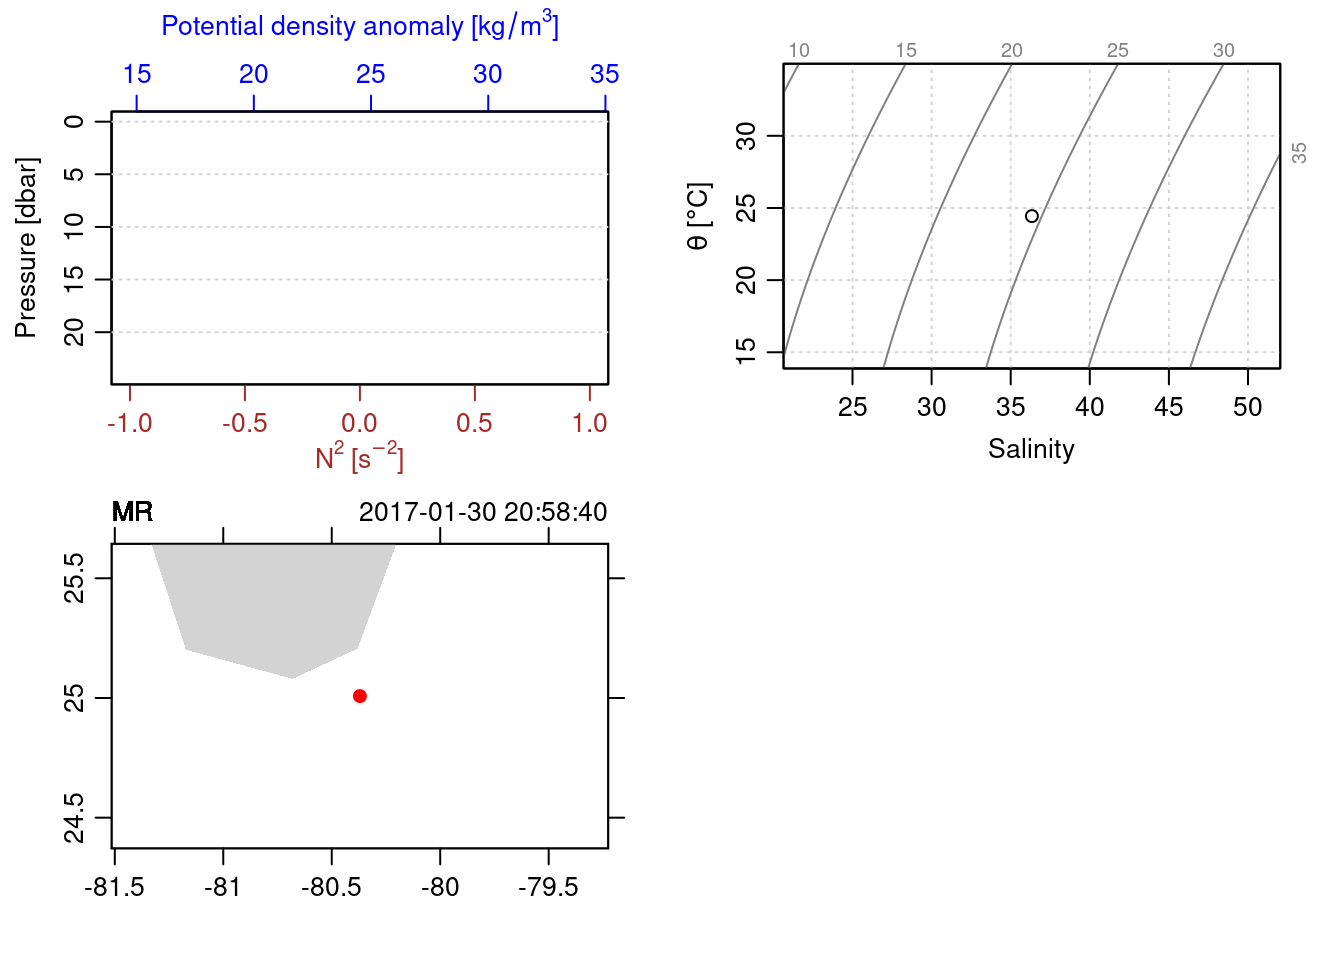 Potential density anomaly [kg/m³]
15 20 25 30 35
0
5
10
15
20
Pressure [dbar]
-1.0 -0.5 0.0 0.5 1.0
N² [s⁻²]
10 15 20 25 30
35
30
25
20
15
θ [°C]
25 30 35 40 45 50
Salinity
MR 2017-01-30 20:58:40
25.5
25
24.5
-81.5 -81 -80.5 -80 -79.5